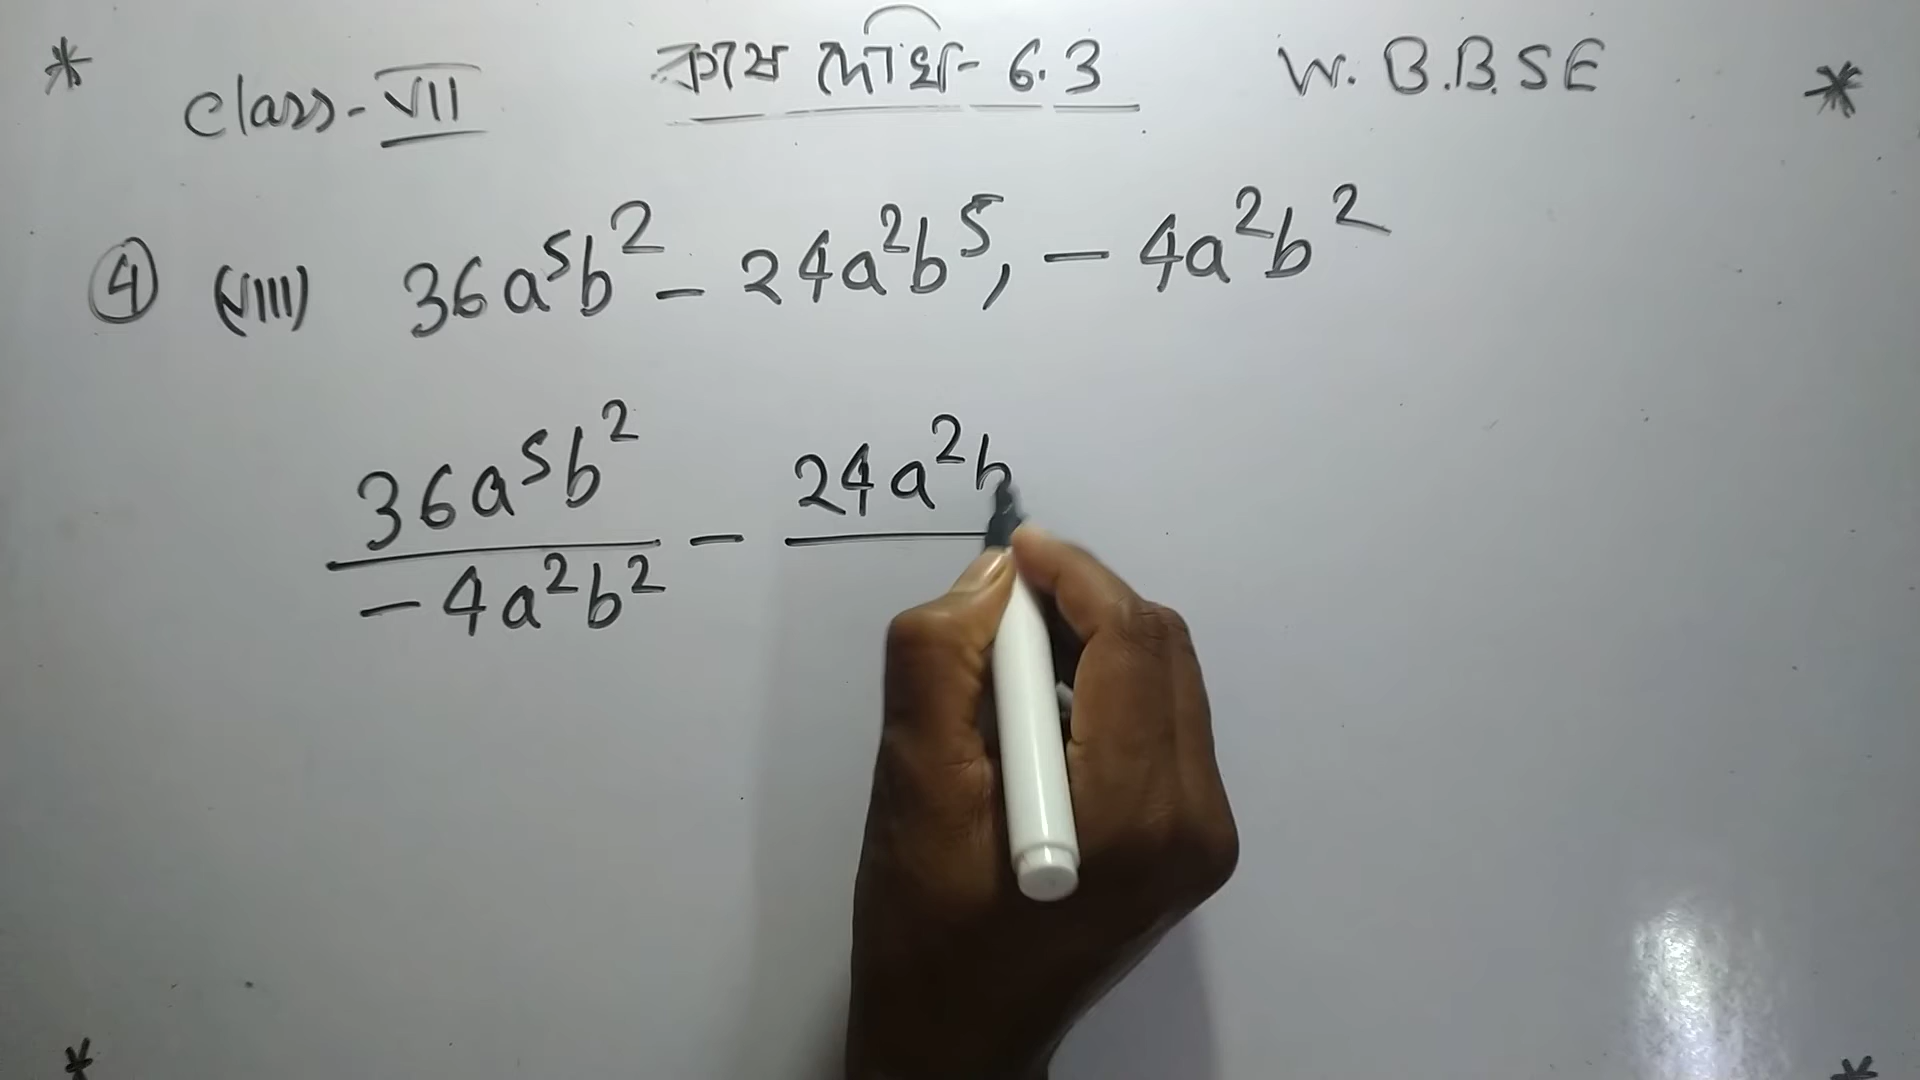 Class-VII কষে দেখি-6.3 W.B.B.SE
④ (viii) 36a⁵b² - 24a²b⁵, - 4a²b²
36a⁵b² - 24a²b
-4a²b²